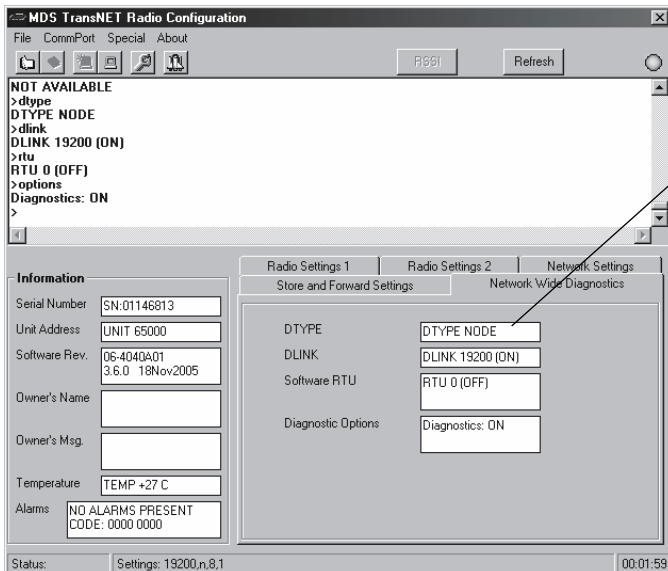 MDS TransNET Radio Configuration
File CommPort Special About
RSSI Refresh
NOT AVAILABLE
>dtype
DTYPE NODE
>dlink
DLINK 19200 (ON)
>rtu
RTU 0 (OFF)
>options
Diagnostics: ON
>
Radio Settings 1 Radio Settings 2 Network Settings
Store and Forward Settings Network Wide Diagnostics
Information
Serial Number SN:01146813
Unit Address UNIT 65000
Software Rev. 06-4040A01
3.6.0 18Nov2005
Owner's Name
Owner's Msg.
Temperature TEMP +27 C
Alarms NO ALARMS PRESENT
CODE: 0000 0000
DTYPE DTYPE NODE
DLINK DLINK 19200 (ON)
Software RTU RTU 0 (OFF)
Diagnostic Options Diagnostics: ON
Status: Settings: 19200,n,8,1 00:01:59